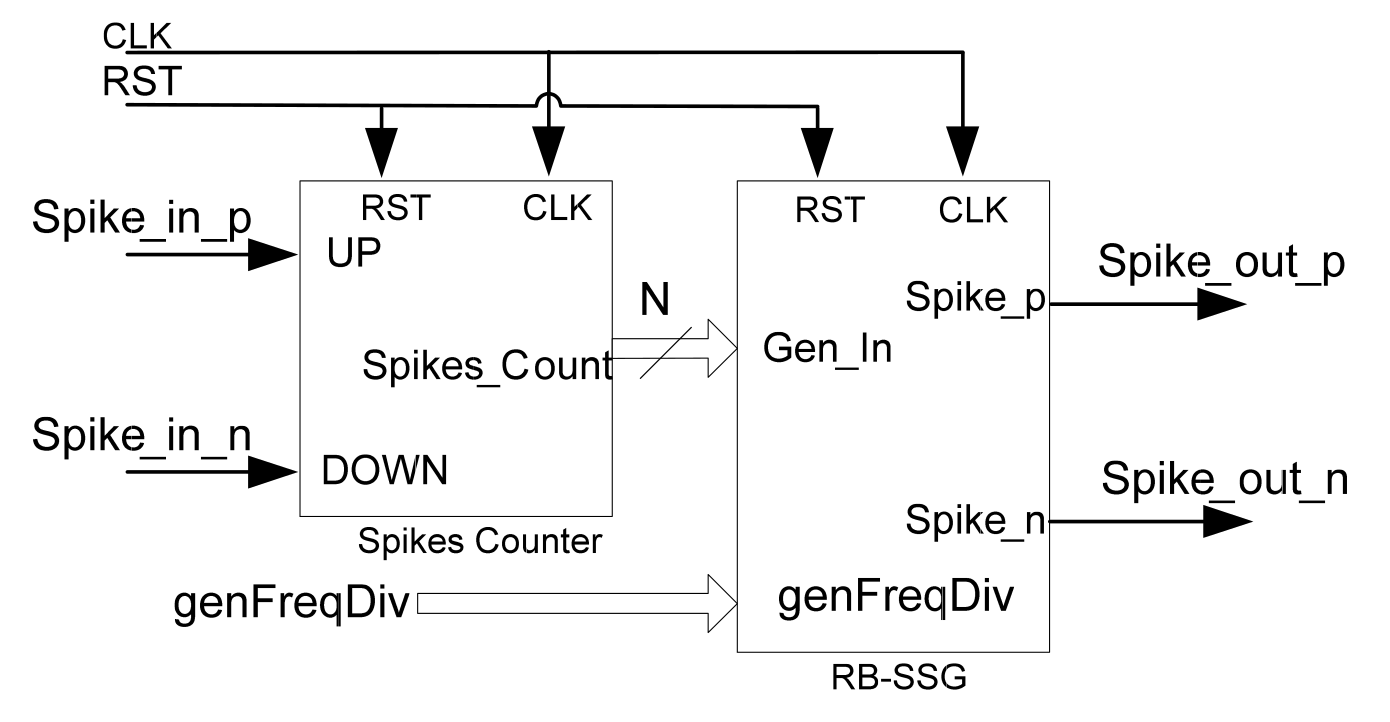 CLK
RST
RST
CLK
RST
CLK
Spike_in_p
UP
Spike_out_p
N
Spike_p
Gen_In
Spikes_Count
Spike_in_n
DOWN
Spike_out_n
Spike_n
Spikes Counter
genFreqDiv
genFreqDiv
RB-SSG